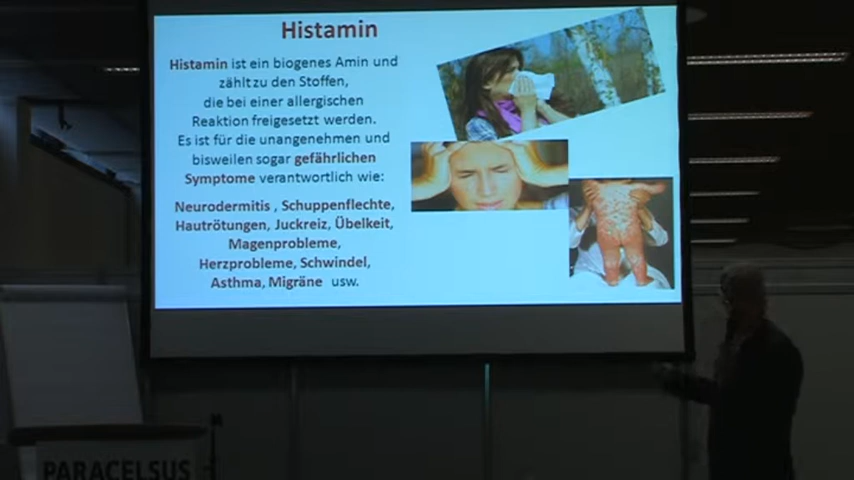 Histamin
Histamin ist ein biogenes Amin und
zählt zu den Stoffen,
die bei einer allergischen
Reaktion freigesetzt werden.
Es ist für die unangenehmen und
bisweilen sogar gefährlichen
Symptome verantwortlich wie:
Neurodermitis , Schuppenflechte,
Hautrötungen, Juckreiz, Übelkeit,
Magenprobleme,
Herzprobleme, Schwindel,
Asthma, Migräne usw.
PARACELSUS